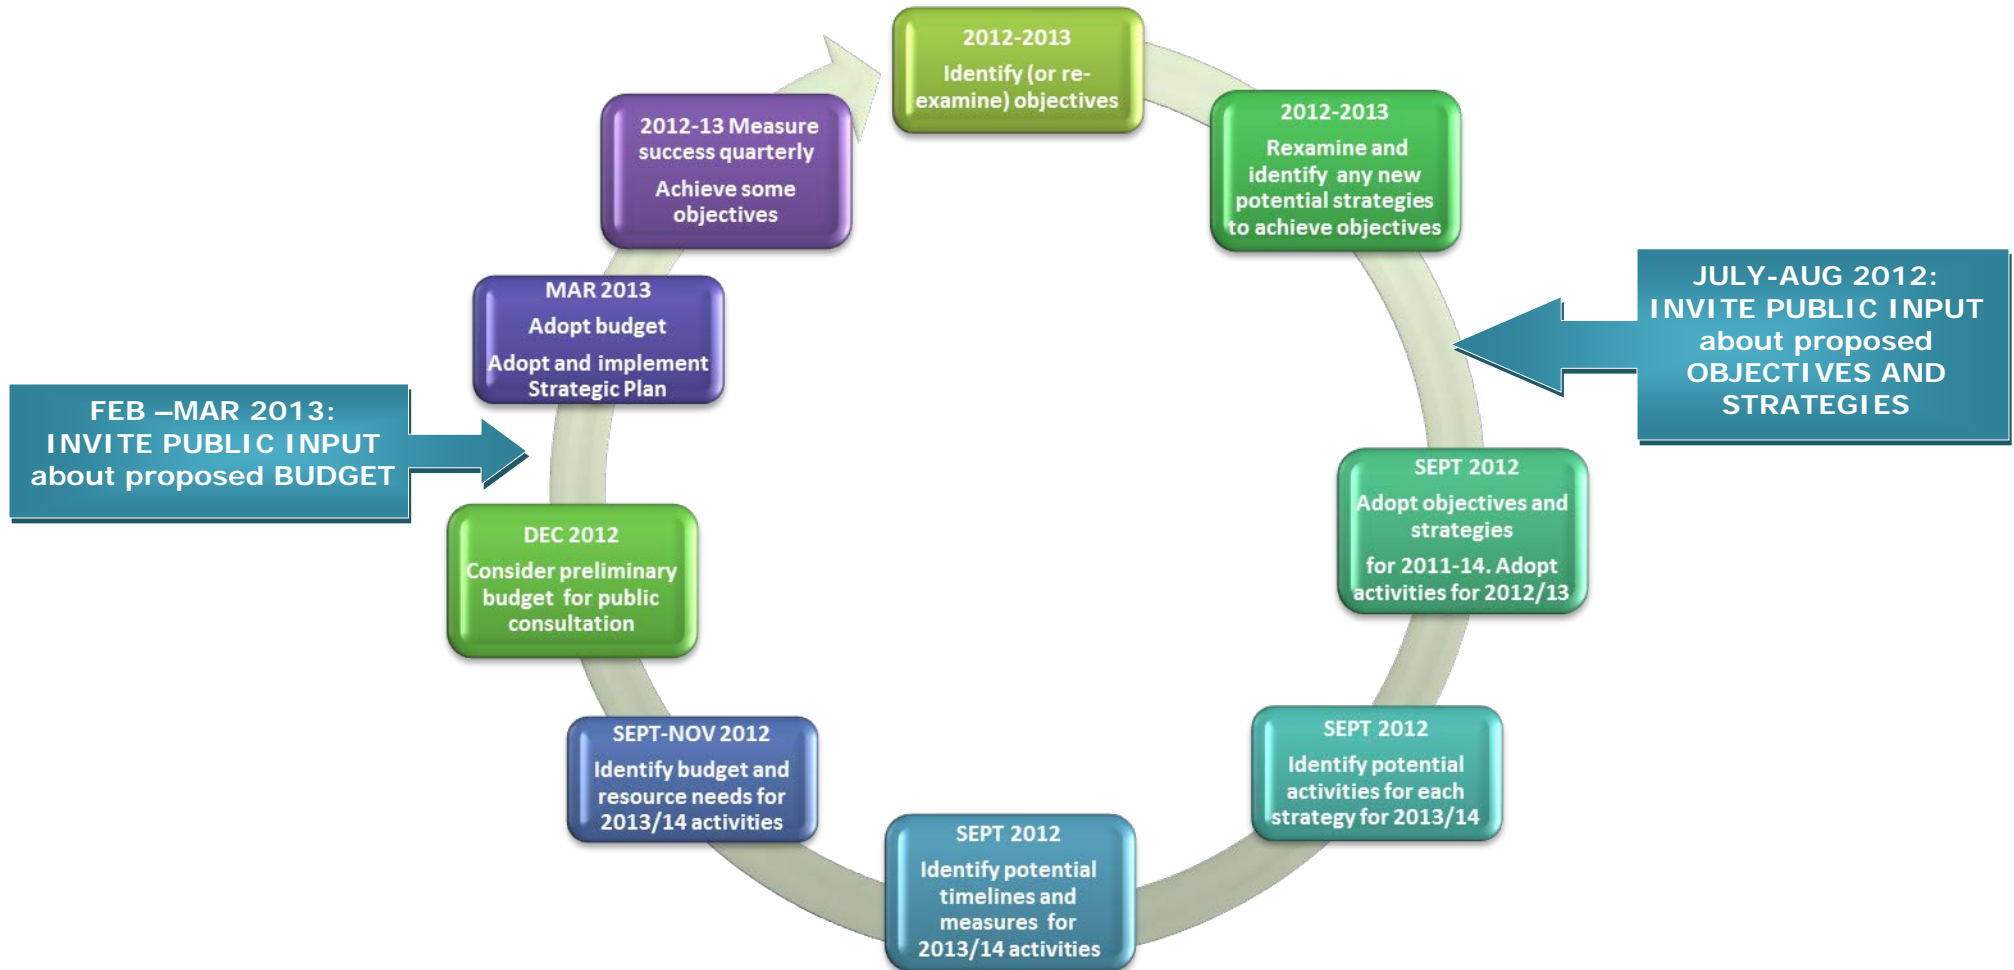 2012-2013
Identify (or re-
examine) objectives
2012-2013
Rexamine and
identify any new
potential strategies
to achieve objectives
JULY-AUG 2012:
INVITE PUBLIC INPUT
about proposed
OBJECTIVES AND
STRATEGIES
SEPT 2012
Adopt objectives and
strategies
for 2011-14. Adopt
activities for 2012/13
SEPT 2012
Identify potential
activities for each
strategy for 2013/14
SEPT 2012
Identify potential
timelines and
measures for
2013/14 activities
SEPT-NOV 2012
Identify budget and
resource needs for
2013/14 activities
DEC 2012
Consider preliminary
budget for public
consultation
FEB –MAR 2013:
INVITE PUBLIC INPUT
about proposed BUDGET
MAR 2013
Adopt budget
Adopt and implement
Strategic Plan
2012-13 Measure
success quarterly
Achieve some
objectives